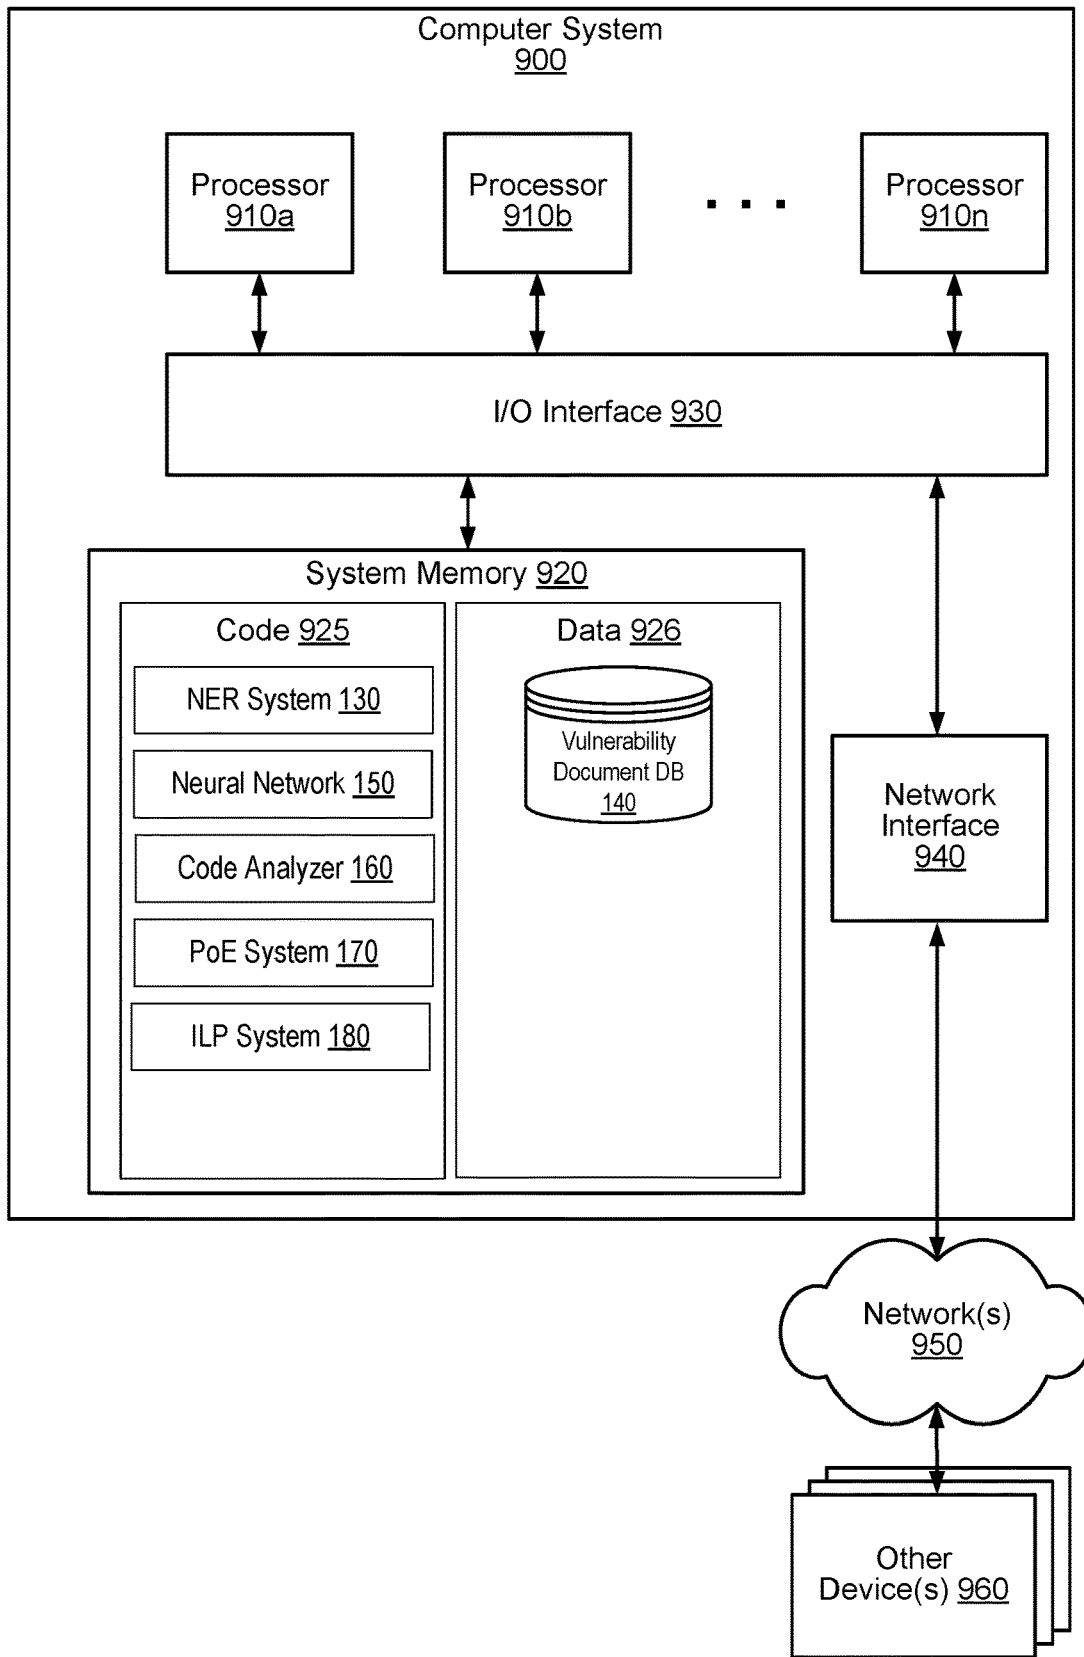 Computer System
900
Processor
910a
Processor
910b
. . .
Processor
910n
I/O Interface 930
System Memory 920
Code 925
NER System 130
Neural Network 150
Code Analyzer 160
PoE System 170
ILP System 180
Data 926
Vulnerability
Document DB
140
Network
Interface
940
Network(s)
950
Other
Device(s) 960